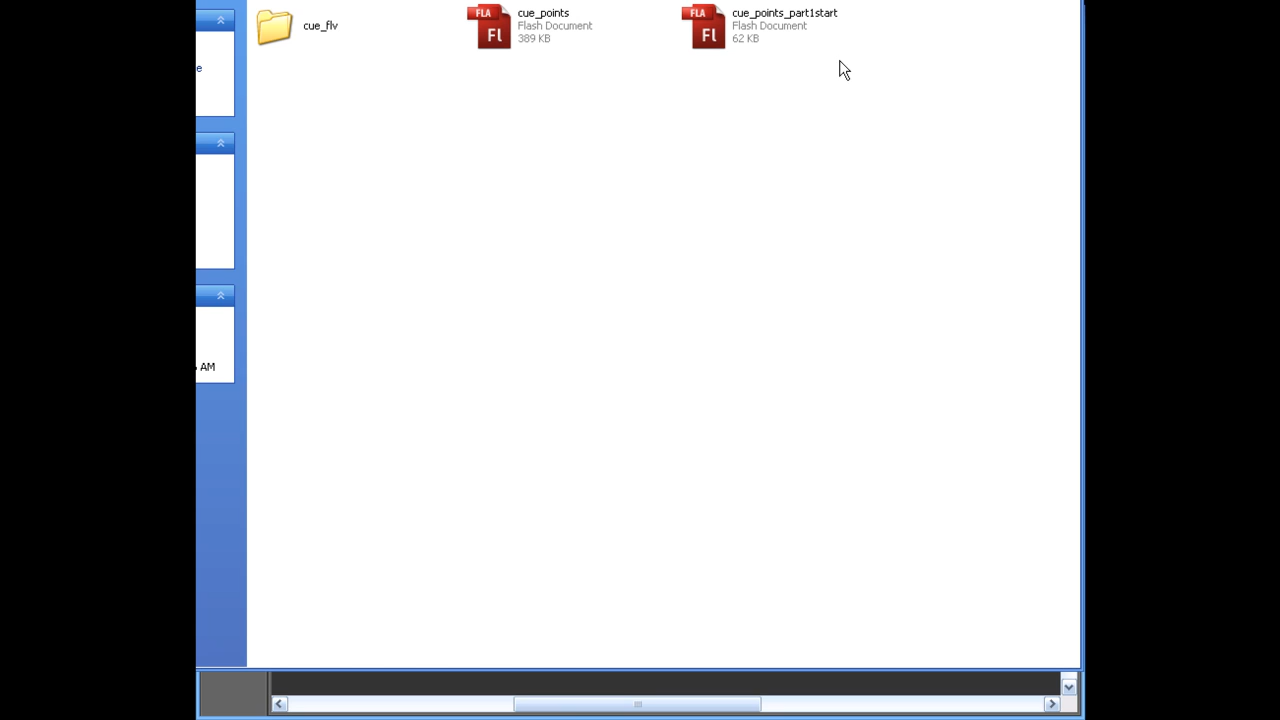 cue_flv
FLA
Fl
cue_points
Flash Document
389 KB
FLA
Fl
cue_points_part1start
Flash Document
62 KB
e
AM